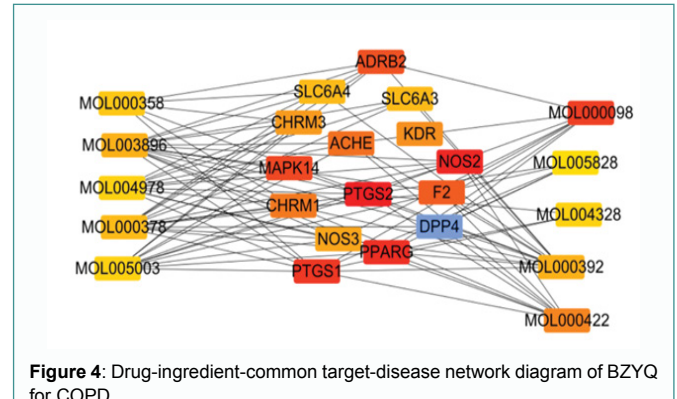 ADRB2
SLC6A4
SLC6A3
MOL000358
MOL000098
CHRM3
KDR
MOL003896
ACHE
NOS2
MOL005828
MAPK14
MOL004978
PTGS2
F2
CHRM1
MOL004328
MOL000378
DPP4
NOS3
PPARG
MOL005003
PTGS1
MOL000392
MOL000422
Figure 4: Drug-ingredient-common target-disease network diagram of BZYQ
for COPD